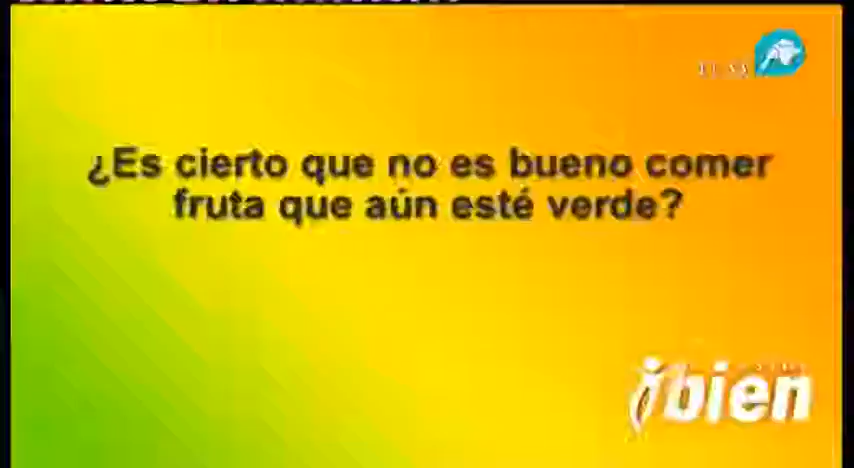 ¿Es cierto que no es bueno comer
fruta que aún esté verde?
bien